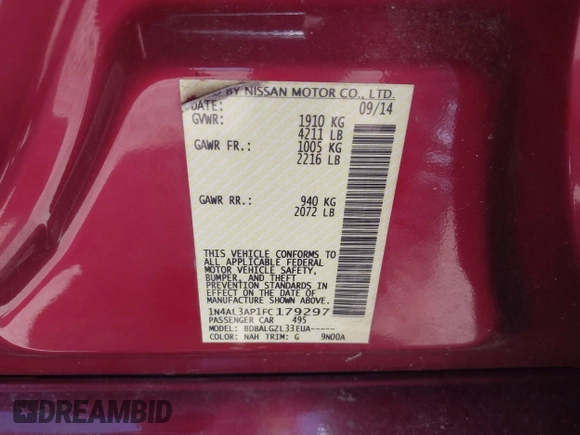 BY NISSAN MOTOR CO., LTD.
DATE: 09/14
GVWR: 1910 KG
4211 LB
GAWR FR.: 1005 KG
2216 LB
GAWR RR.: 940 KG
2072 LB
THIS VEHICLE CONFORMS TO
ALL APPLICABLE FEDERAL
MOTOR VEHICLE SAFETY,
BUMPER, AND THEFT
PREVENTION STANDARDS IN
EFFECT ON THE DATE OF
MANUFACTURE SHOWN ABOVE.
1N4AL3AP1FC179297
PASSENGER CAR 495
MODEL: BDBALGZL33EUA-----
COLOR: NAH TRIM: G 9N00A
DREAMBID